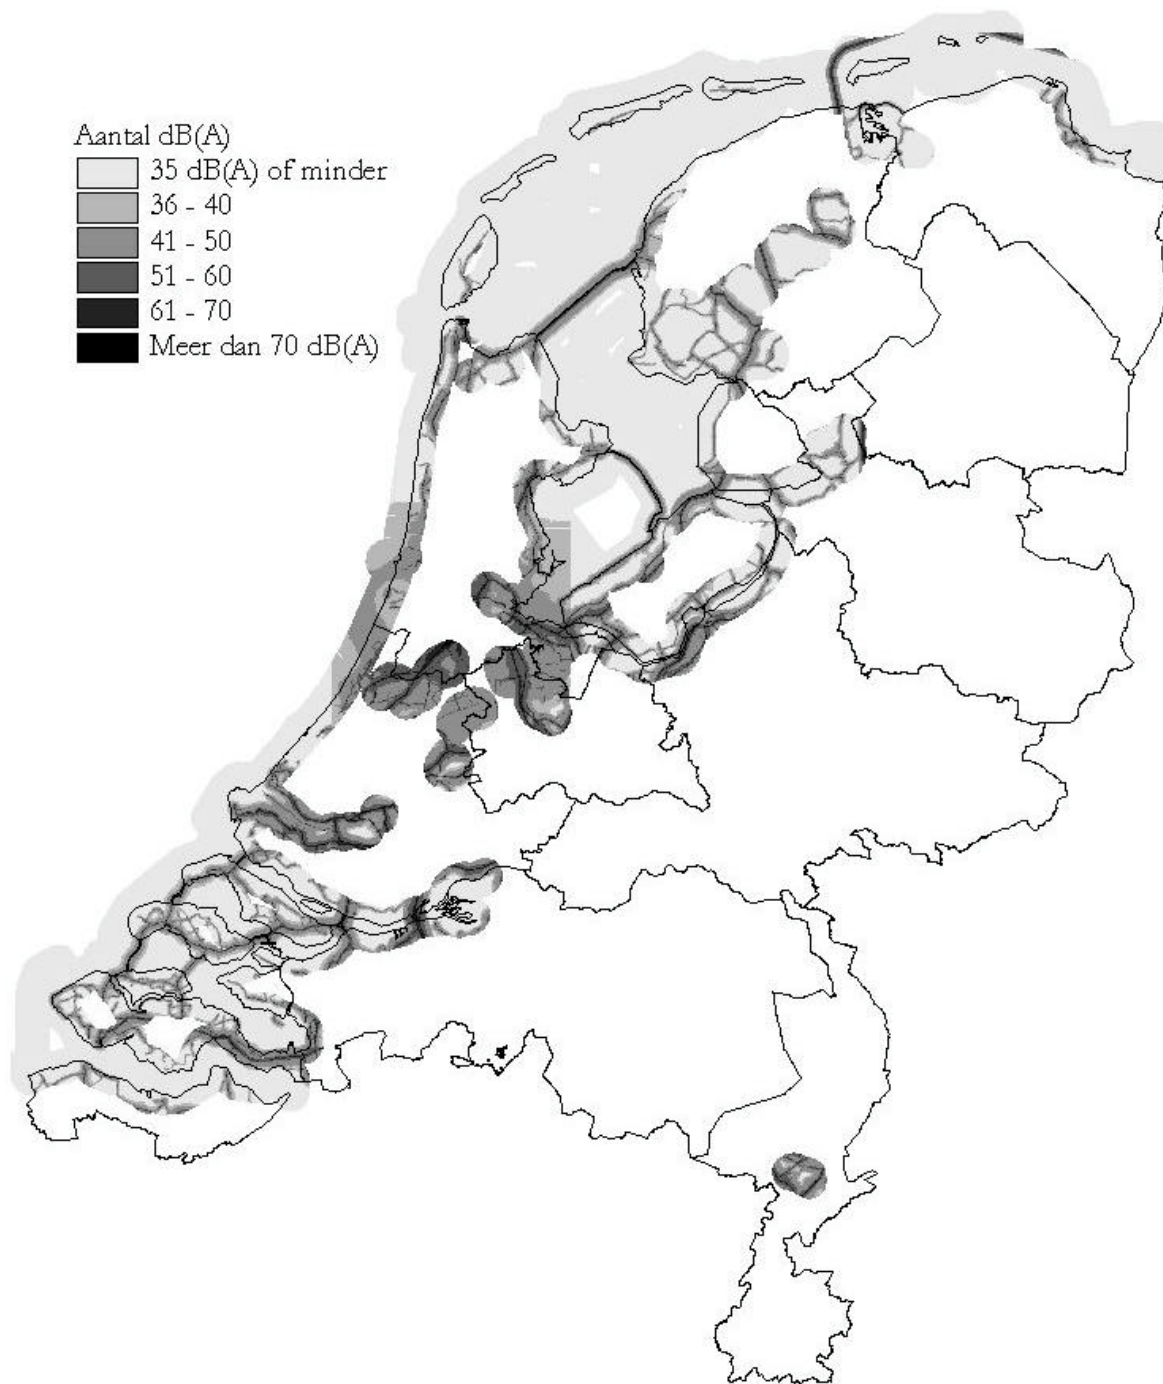 Aantal dB(A)
35 dB(A) of minder
36 - 40
41 - 50
51 - 60
61 - 70
Meer dan 70 dB(A)